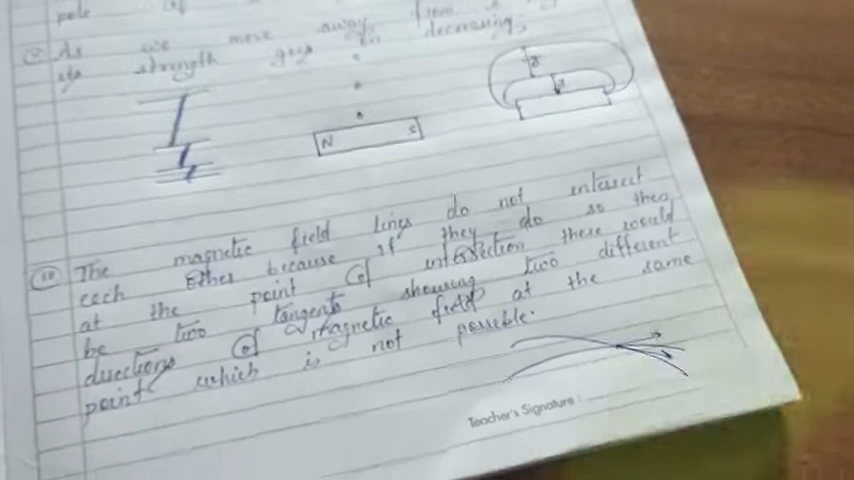 pole of
As we move away from
its strength goes on decreasing.
N S
10 The magnetic field lines do not intersect
each other because if they do so then
at the point of intersection there would
be two tangents showing two different
directions of magnetic field at the same
point which is not possible.
Teacher's Signature :